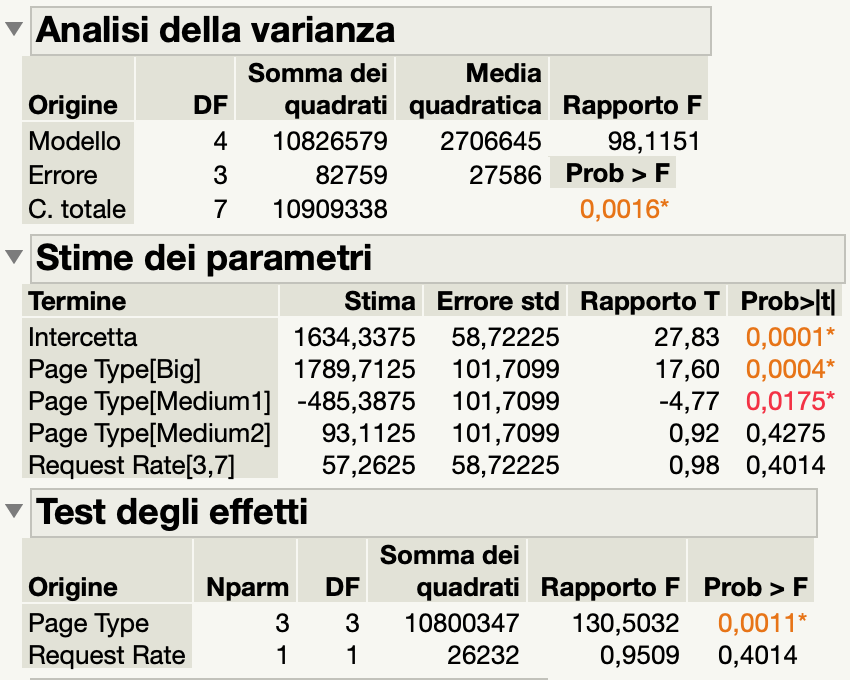 Analisi della varianza
Somma dei Media
Origine DF quadrati quadratica Rapporto F
Modello 4 10826579 2706645 98,1151
Errore 3 82759 27586 Prob > F
C. totale 7 10909338 0,0016*
Stime dei parametri
Termine Stima Errore std Rapporto T Prob>|t|
Intercetta 1634,3375 58,72225 27,83 0,0001*
Page Type[Big] 1789,7125 101,7099 17,60 0,0004*
Page Type[Medium1] -485,3875 101,7099 -4,77 0,0175*
Page Type[Medium2] 93,1125 101,7099 0,92 0,4275
Request Rate[3,7] 57,2625 58,72225 0,98 0,4014
Test degli effetti
Somma dei
Origine Nparm DF quadrati Rapporto F Prob > F
Page Type 3 3 10800347 130,5032 0,0011*
Request Rate 1 1 26232 0,9509 0,4014